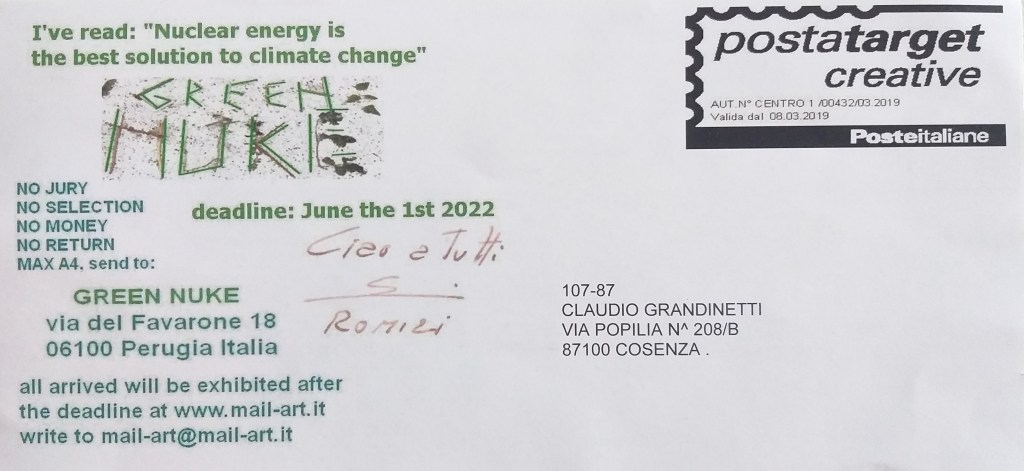 I've read: "Nuclear energy is
the best solution to climate change"
GREEN
NUKE
NO JURY
NO SELECTION
NO MONEY
NO RETURN
MAX A4, send to:
deadline: June the 1st 2022
Ciao a Tutti
S.
Romizi
GREEN NUKE
via del Favarone 18
06100 Perugia Italia
all arrived will be exhibited after
the deadline at www.mail-art.it
write to mail-art@mail-art.it
postatarget
creative
AUT.N° CENTRO 1 /00432/03.2019
Valida dal 08.03.2019
Posteitaliane
107-87
CLAUDIO GRANDINETTI
VIA POPILIA N^ 208/B
87100 COSENZA .